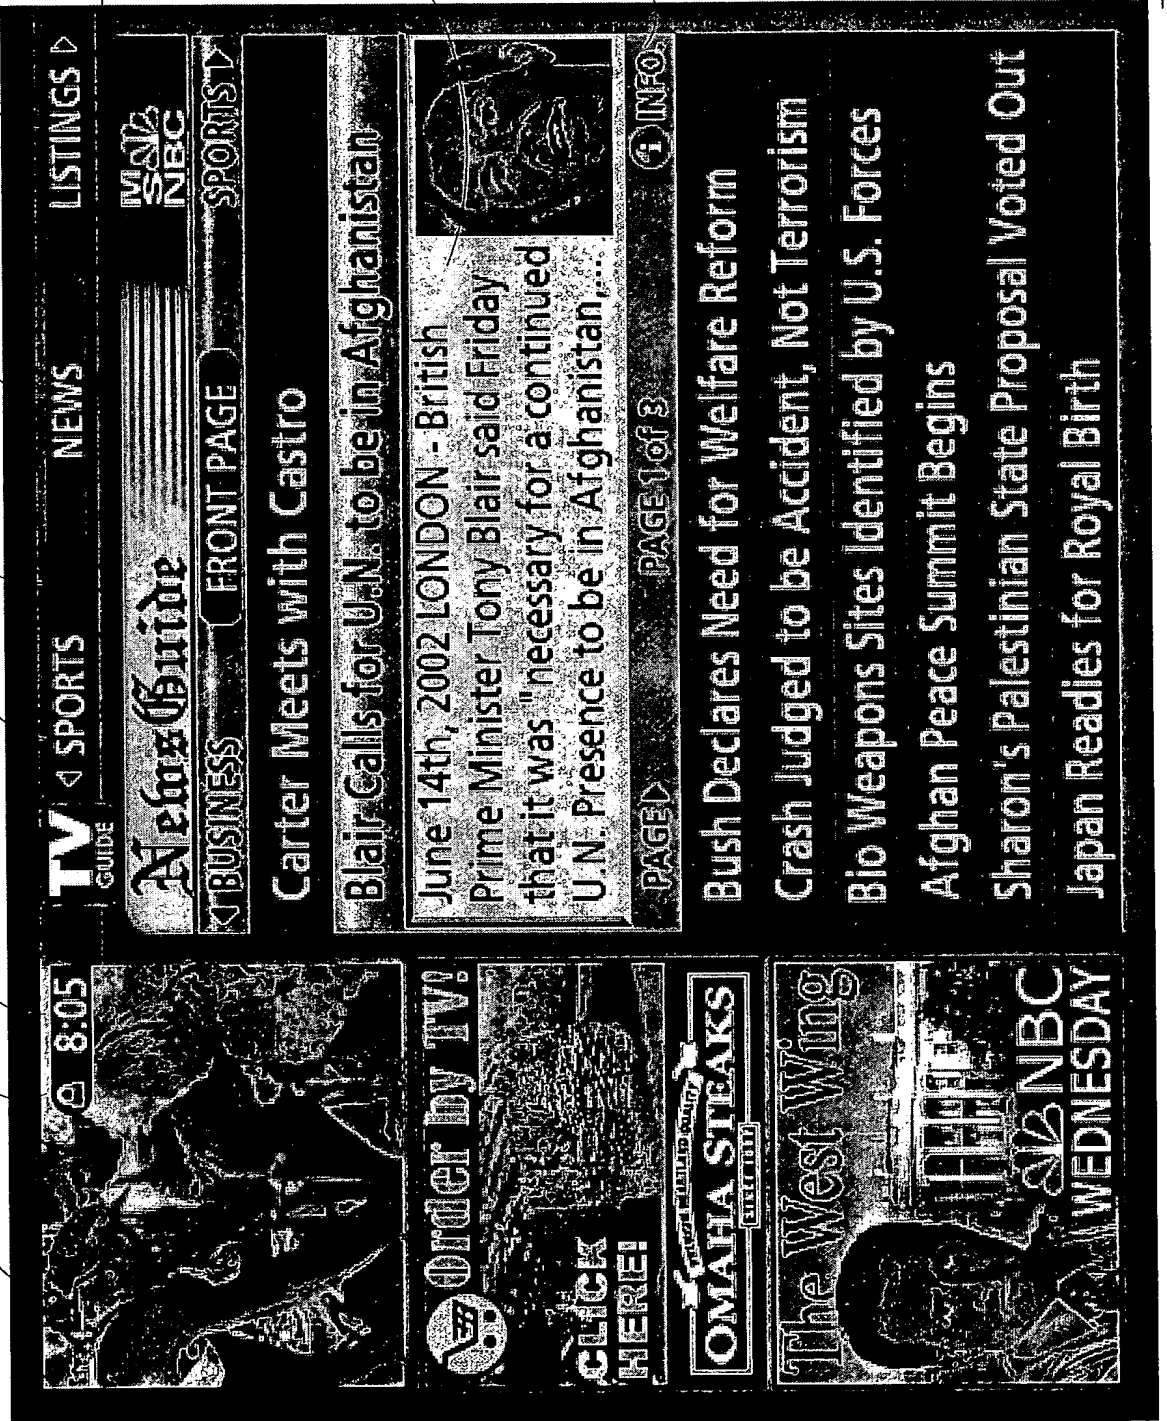 8:05
TV
GUIDE
◁ SPORTS
NEWS
LISTINGS ▷
NewsGuide
MSNBC
◁ BUSINESS
FRONT PAGE
SPORTS ▷
Carter Meets with Castro
Blair Calls for U.N. to be in Afghanistan
June 14th, 2002 LONDON - British
Prime Minister Tony Blair said Friday
that it was "necessary for a continued
U.N. Presence to be in Afghanistan,...
PAGE ▷
PAGE 1 of 3
i INFO
Bush Declares Need for Welfare Reform
Crash Judged to be Accident, Not Terrorism
Bio Weapons Sites Identified by U.S. Forces
Afghan Peace Summit Begins
Sharon's Palestinian State Proposal Voted Out
Japan Readies for Royal Birth
Order by TV!
CLICK
HERE!
OMAHA STEAKS
SINCE 1917
The West Wing
NBC
WEDNESDAY